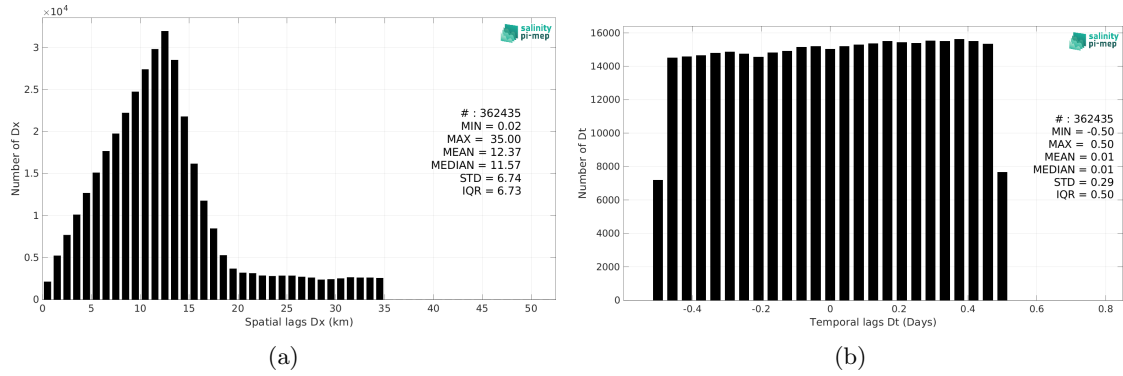 ×10⁴
3
2.5
2
1.5
1
0.5
0
Number of Dx
0 5 10 15 20 25 30 35 40 45 50
Spatial lags Dx (km)
salinity
pi-mep
# : 362435
MIN = 0.02
MAX = 35.00
MEAN = 12.37
MEDIAN = 11.57
STD = 6.74
IQR = 6.73
(a)
16000
14000
12000
10000
8000
6000
4000
2000
0
Number of Dt
-0.4 -0.2 0 0.2 0.4 0.6 0.8
Temporal lags Dt (Days)
salinity
pi-mep
# : 362435
MIN = -0.50
MAX = 0.50
MEAN = 0.01
MEDIAN = 0.01
STD = 0.29
IQR = 0.50
(b)